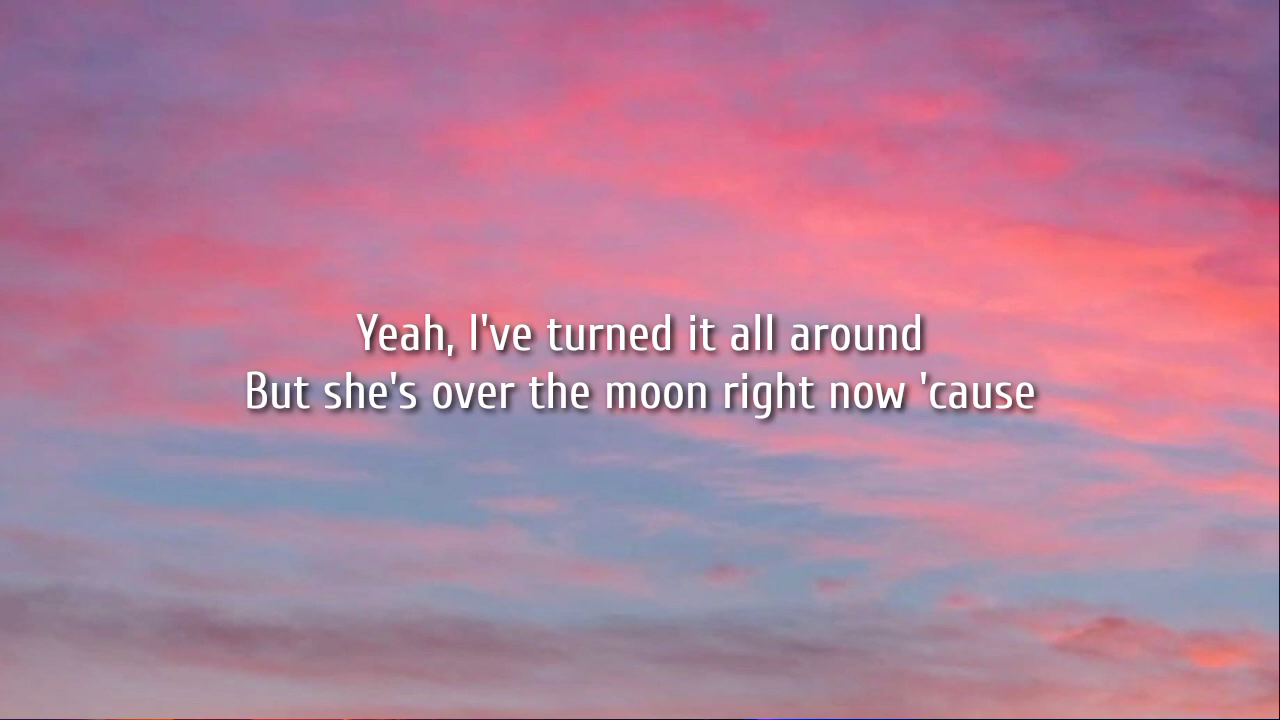 Yeah, I've turned it all around
But she's over the moon right now 'cause